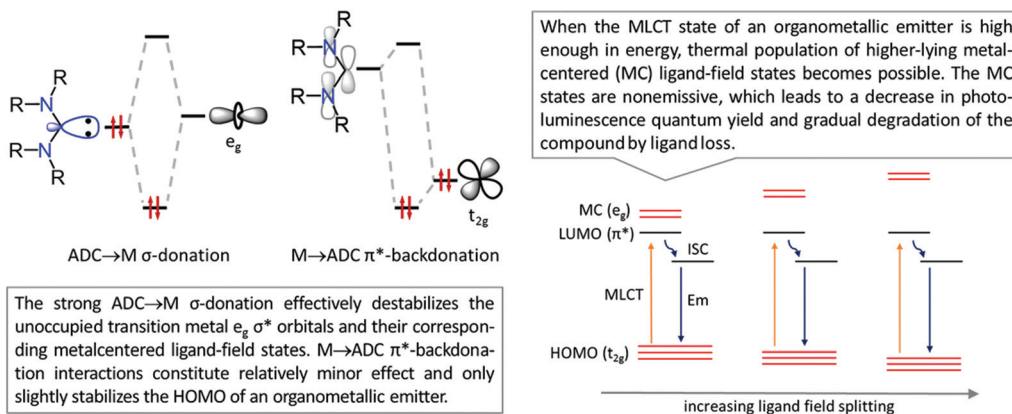 R
R
N
R
N
R
e_g
ADC→M σ-donation
R
R
N
R
N
R
t_2g
M→ADC π*-backdonation
The strong ADC→M σ-donation effectively destabilizes the
unoccupied transition metal e_g σ* orbitals and their correspon-
ding metalcentered ligand-field states. M→ADC π*-backdona-
tion interactions constitute relatively minor effect and only
slightly stabilizes the HOMO of an organometallic emitter.
When the MLCT state of an organometallic emitter is high
enough in energy, thermal population of higher-lying metal-
centered (MC) ligand-field states becomes possible. The MC
states are nonemissive, which leads to a decrease in photo-
luminescence quantum yield and gradual degradation of the
compound by ligand loss.
MC (e_g)
LUMO (π*)
ISC
MLCT
Em
HOMO (t_2g)
increasing ligand field splitting